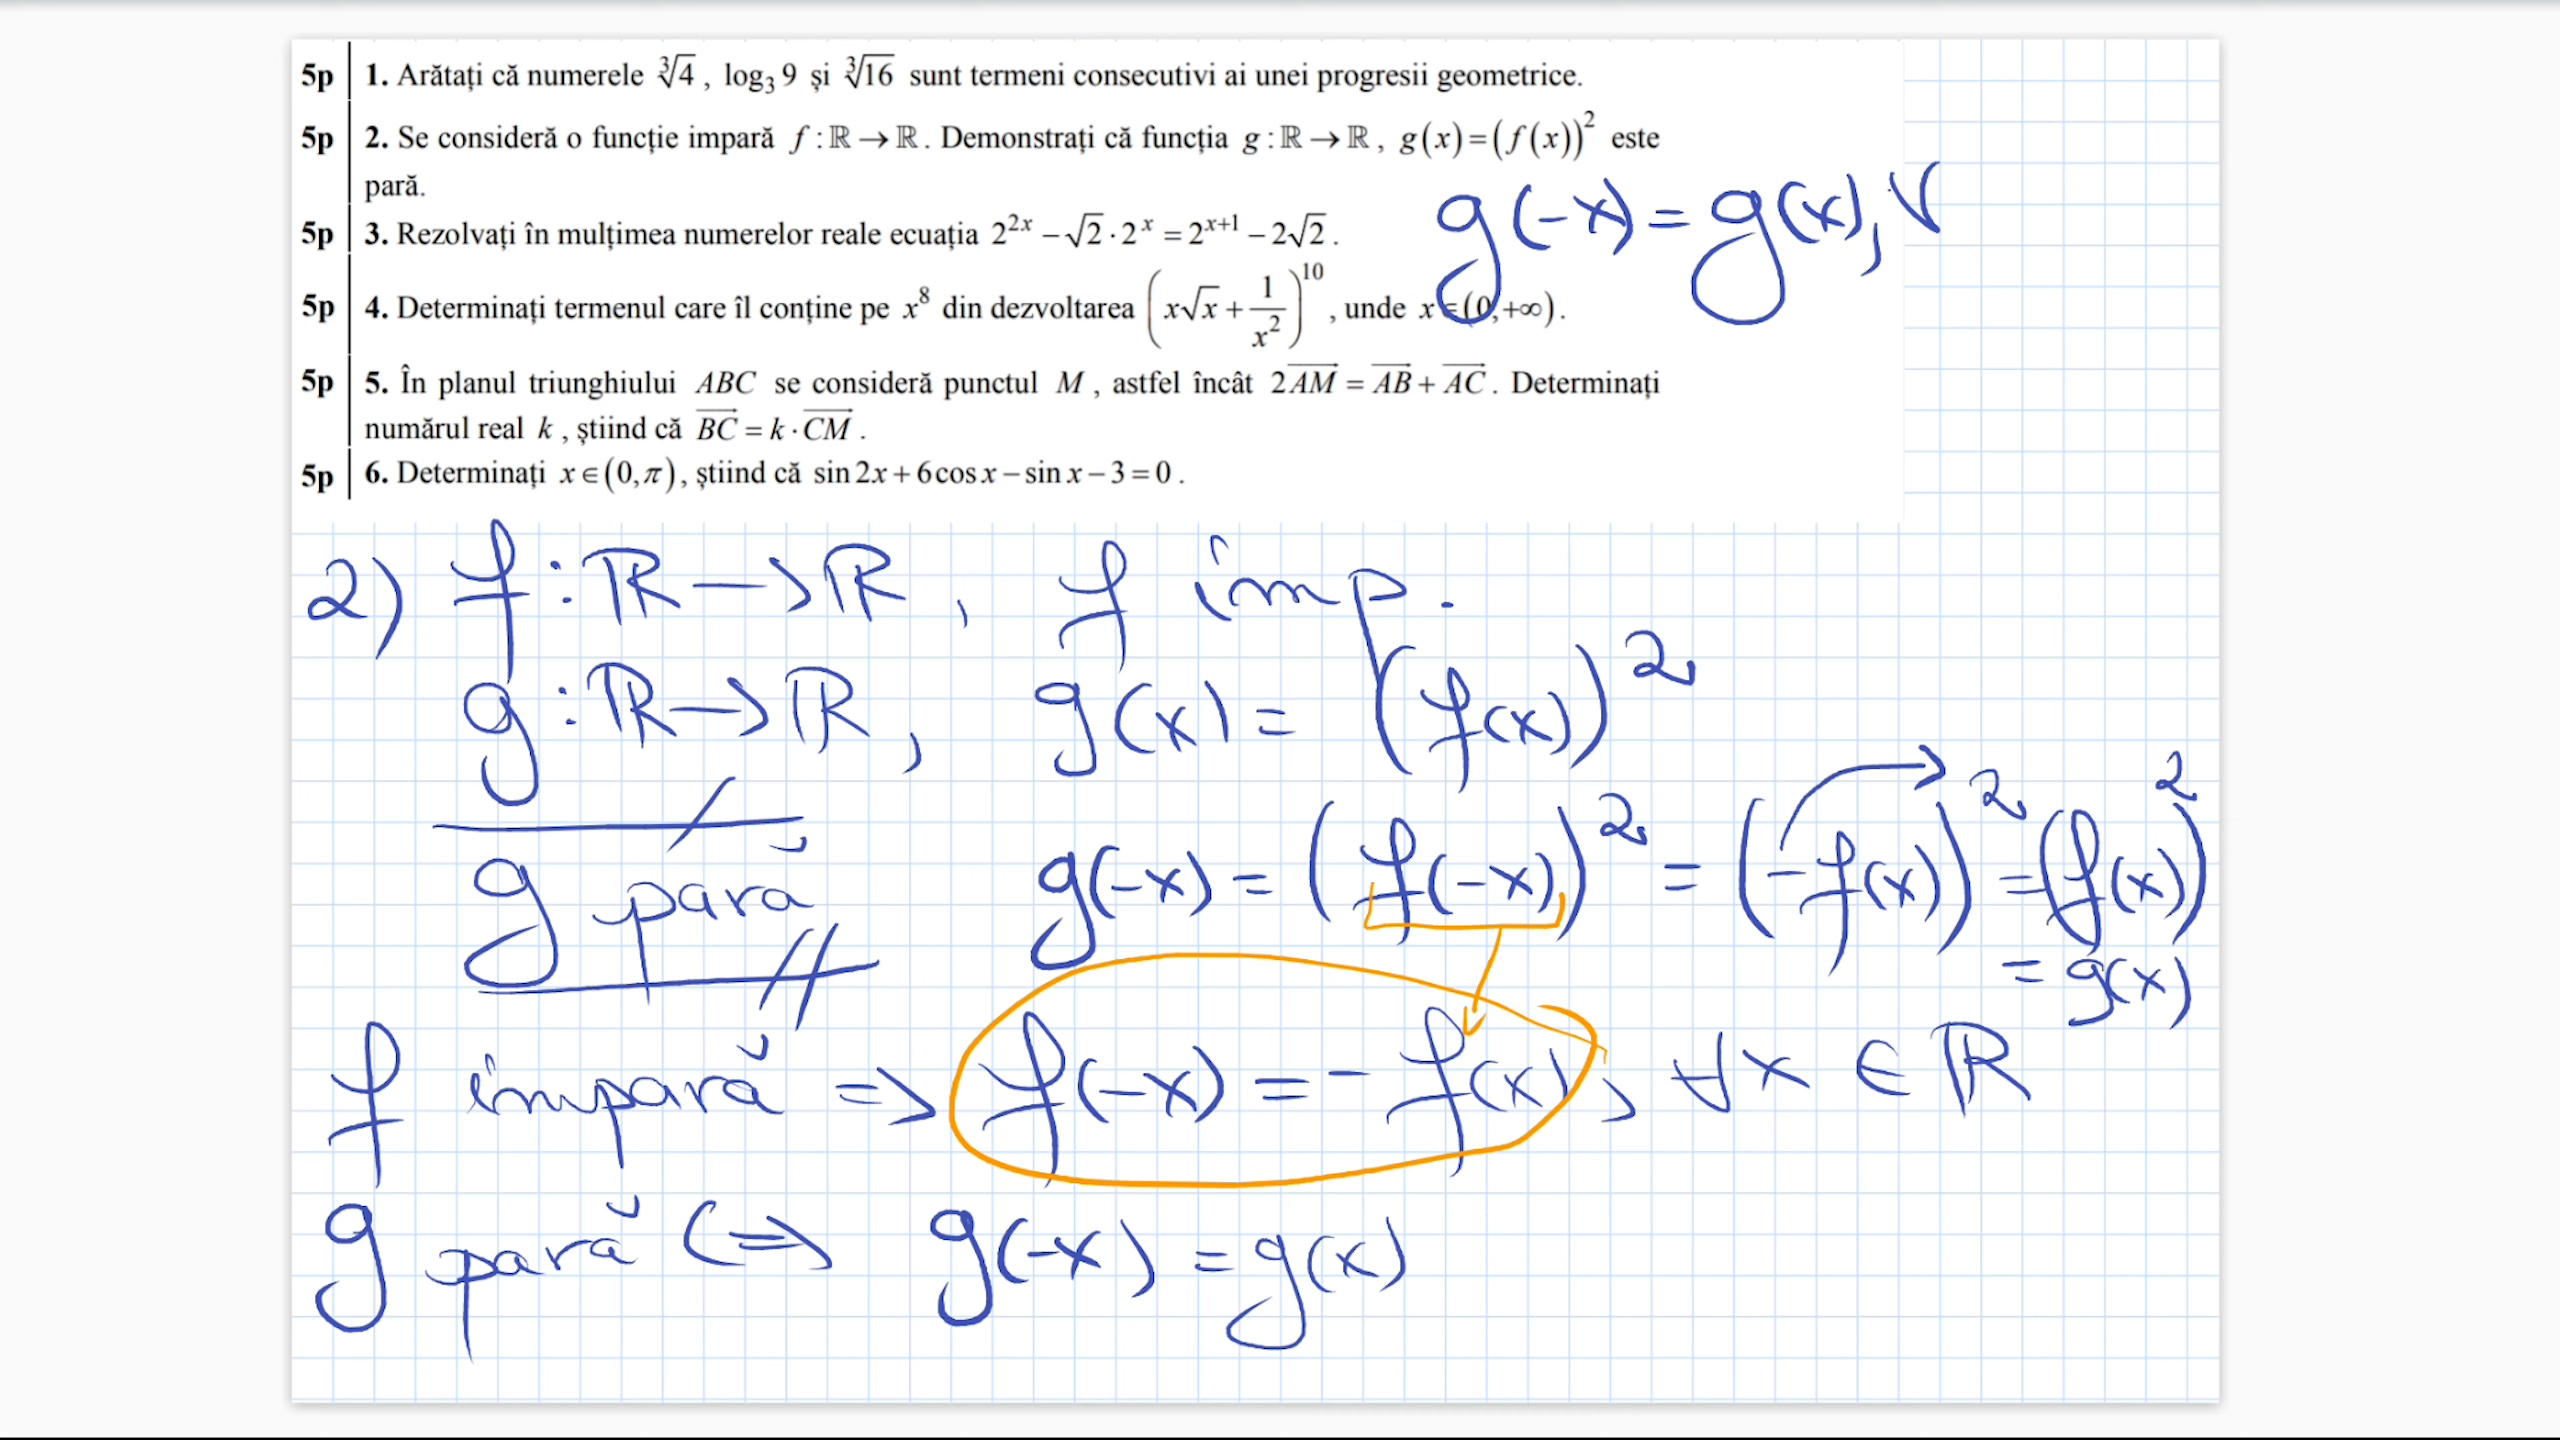 5p 1. Arătați că numerele ∛4, log₃ 9 și ∛16 sunt termeni consecutivi ai unei progresii geometrice.
5p 2. Se consideră o funcție impară f : ℝ → ℝ. Demonstrați că funcția g : ℝ → ℝ, g(x) = (f(x))² este
pară.
g(-x) = g(x), ∀
5p 3. Rezolvați în mulțimea numerelor reale ecuația 2²ˣ − √2 · 2ˣ = 2ˣ⁺¹ − 2√2.
5p 4. Determinați termenul care îl conține pe x⁸ din dezvoltarea (x√x + 1/x²)¹⁰, unde x ∈ (0, +∞).
5p 5. În planul triunghiului ABC se consideră punctul M, astfel încât 2AM⃗ = AB⃗ + AC⃗. Determinați
numărul real k, știind că BC⃗ = k · CM⃗.
5p 6. Determinați x ∈ (0, π), știind că sin 2x + 6 cos x − sin x − 3 = 0.
2) f : ℝ → ℝ, f imp.
g : ℝ → ℝ, g(x) = (f(x))²
g pară g(-x) = (f(-x))² = (-f(x))² = (f(x))²
= g(x)
f impară => f(-x) = -f(x), ∀x ∈ ℝ
g pară (=> g(-x) = g(x)